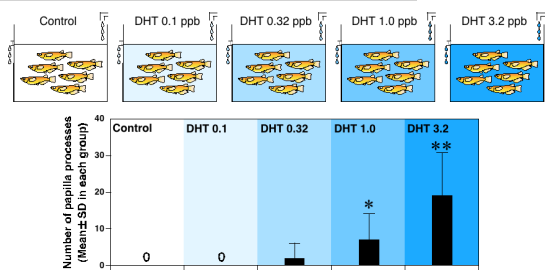 Control DHT 0.1 ppb DHT 0.32 ppb DHT 1.0 ppb DHT 3.2 ppb
Number of papilla processes
(Mean±SD in each group)
40
30
20
10
0
Control DHT 0.1 DHT 0.32 DHT 1.0 DHT 3.2
0 0 * **